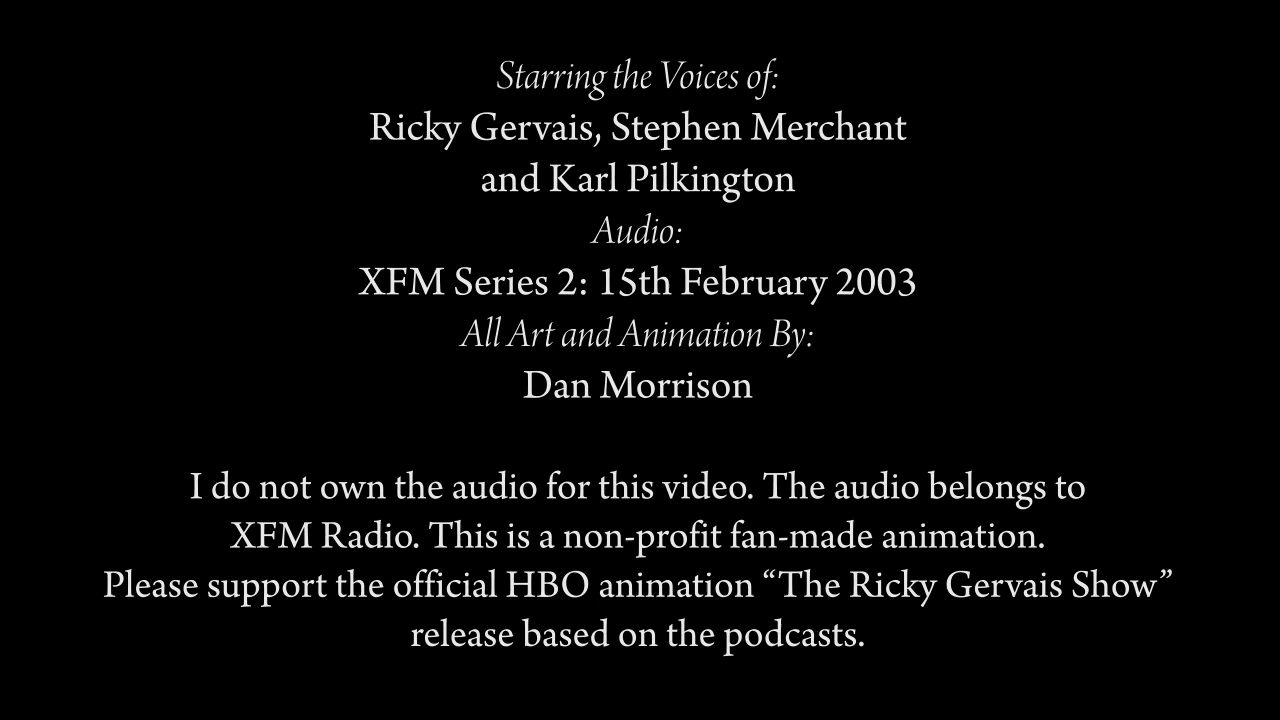 Starring the Voices of:
Ricky Gervais, Stephen Merchant
and Karl Pilkington
Audio:
XFM Series 2: 15th February 2003
All Art and Animation By:
Dan Morrison
I do not own the audio for this video. The audio belongs to
XFM Radio. This is a non-profit fan-made animation.
Please support the official HBO animation “The Ricky Gervais Show”
release based on the podcasts.